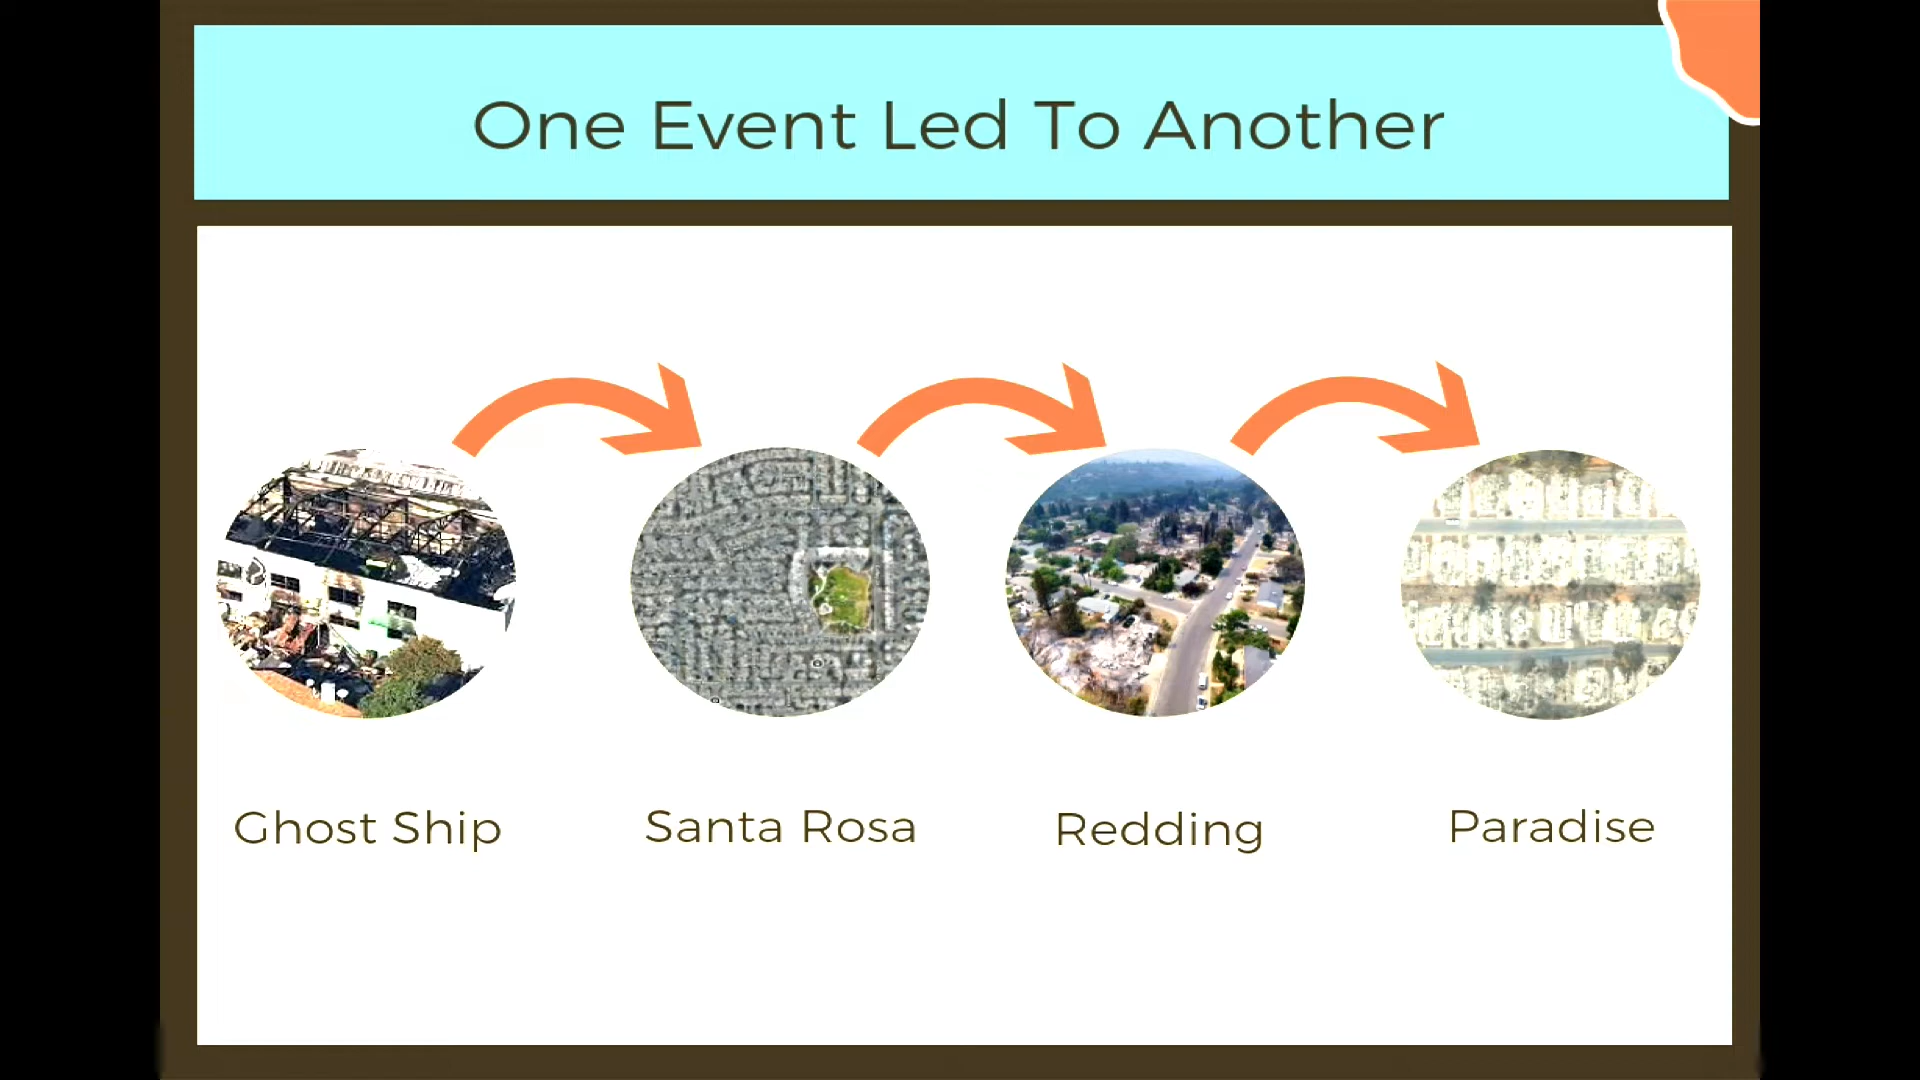 One Event Led To Another
Ghost Ship
Santa Rosa
Redding
Paradise